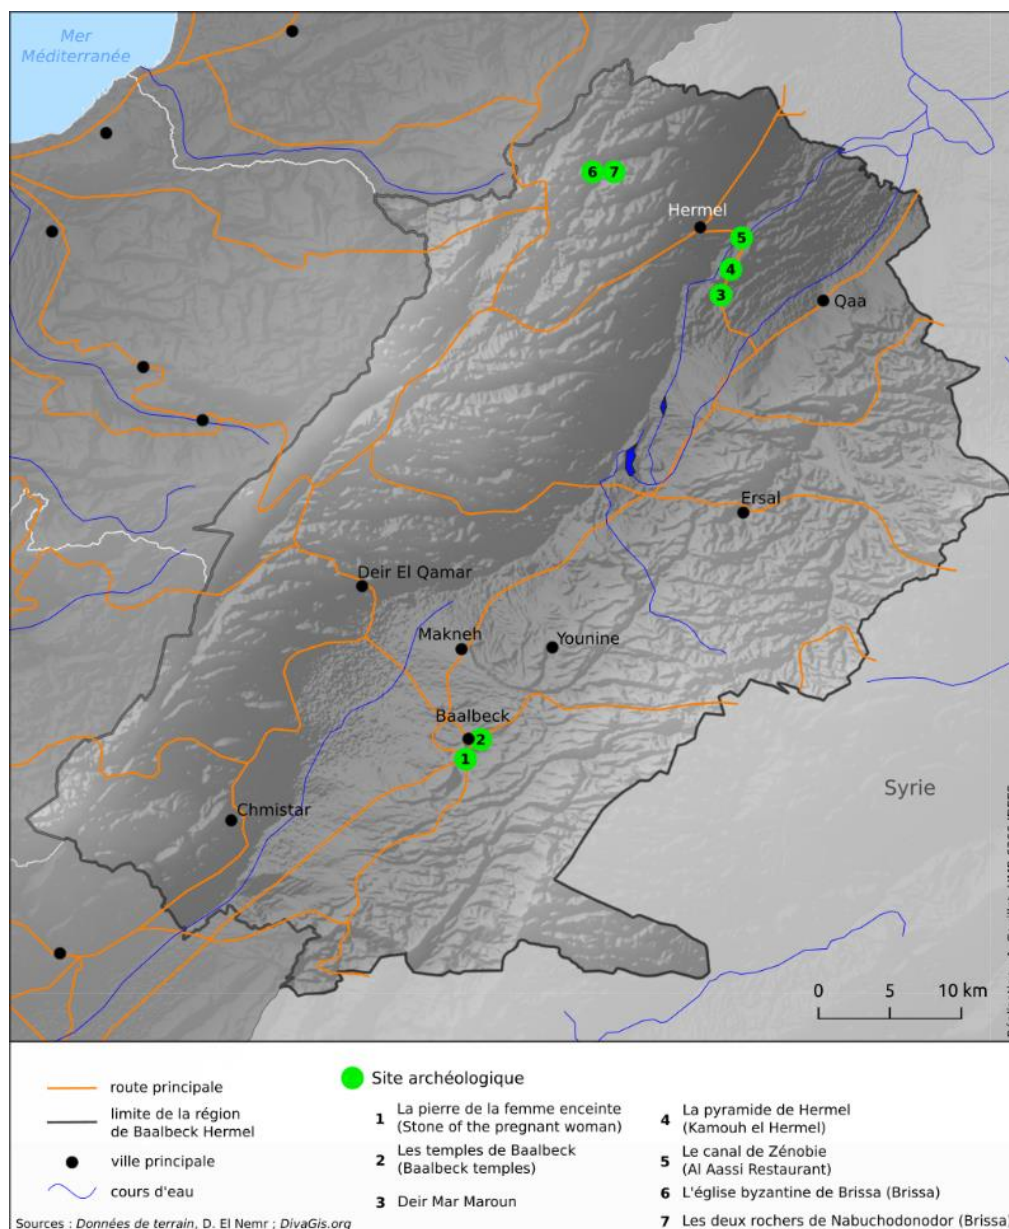 Mer
Méditerranée
6 7
Hermel
5
4
3
Qaa
Ersal
Deir El Qamar
Makneh
Younine
Baalbeck
2
1
Syrie
Chmistar
0 5 10 km
route principale
limite de la région
de Baalbeck Hermel
ville principale
cours d'eau
Site archéologique
1 La pierre de la femme enceinte
(Stone of the pregnant woman)
2 Les temples de Baalbeck
(Baalbeck temples)
3 Deir Mar Maroun
4 La pyramide de Hermel
(Kamouh el Hermel)
5 Le canal de Zénobie
(Al Aassi Restaurant)
6 L'église byzantine de Brissa (Brissa)
7 Les deux rochers de Nabuchodonodor (Brissa)
Sources : Données de terrain, D. El Nemr ; DivaGis.org